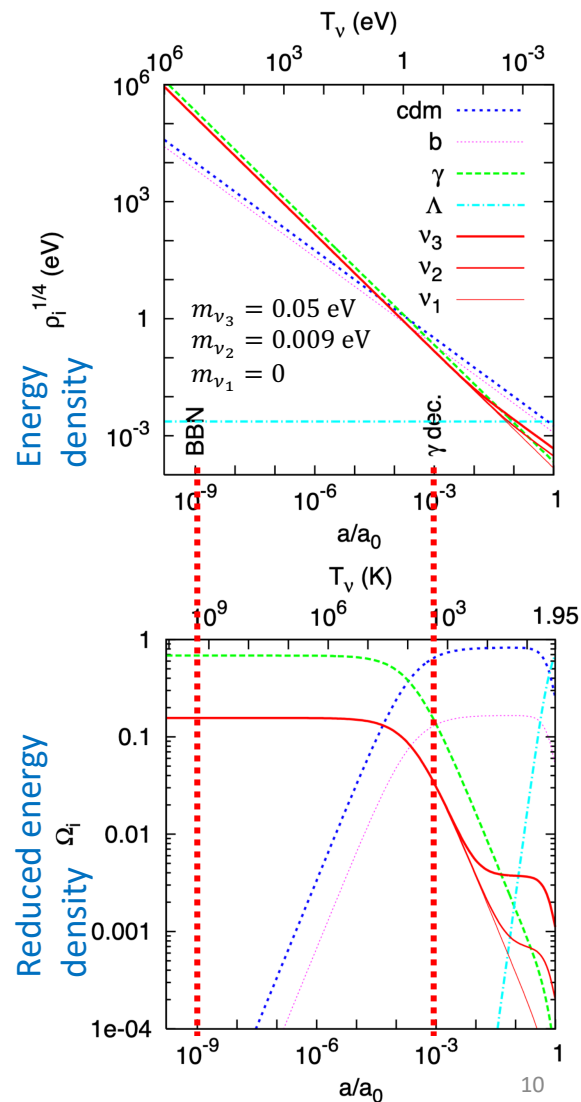 T_ν (eV)
10^6 10^3 1 10^-3
10^6
10^3
1
10^-3
ρ_i^1/4 (eV)
Energy
density
cdm
b
γ
Λ
ν_3
ν_2
ν_1
m_ν_3 = 0.05 eV
m_ν_2 = 0.009 eV
m_ν_1 = 0
BBN
γ dec.
10^-9 10^-6 10^-3 1
a/a_0
T_ν (K)
10^9 10^6 10^3 1.95
1
0.1
0.01
0.001
1e-04
Ω_i
Reduced energy
density
10^-9 10^-6 10^-3 1
a/a_0
10